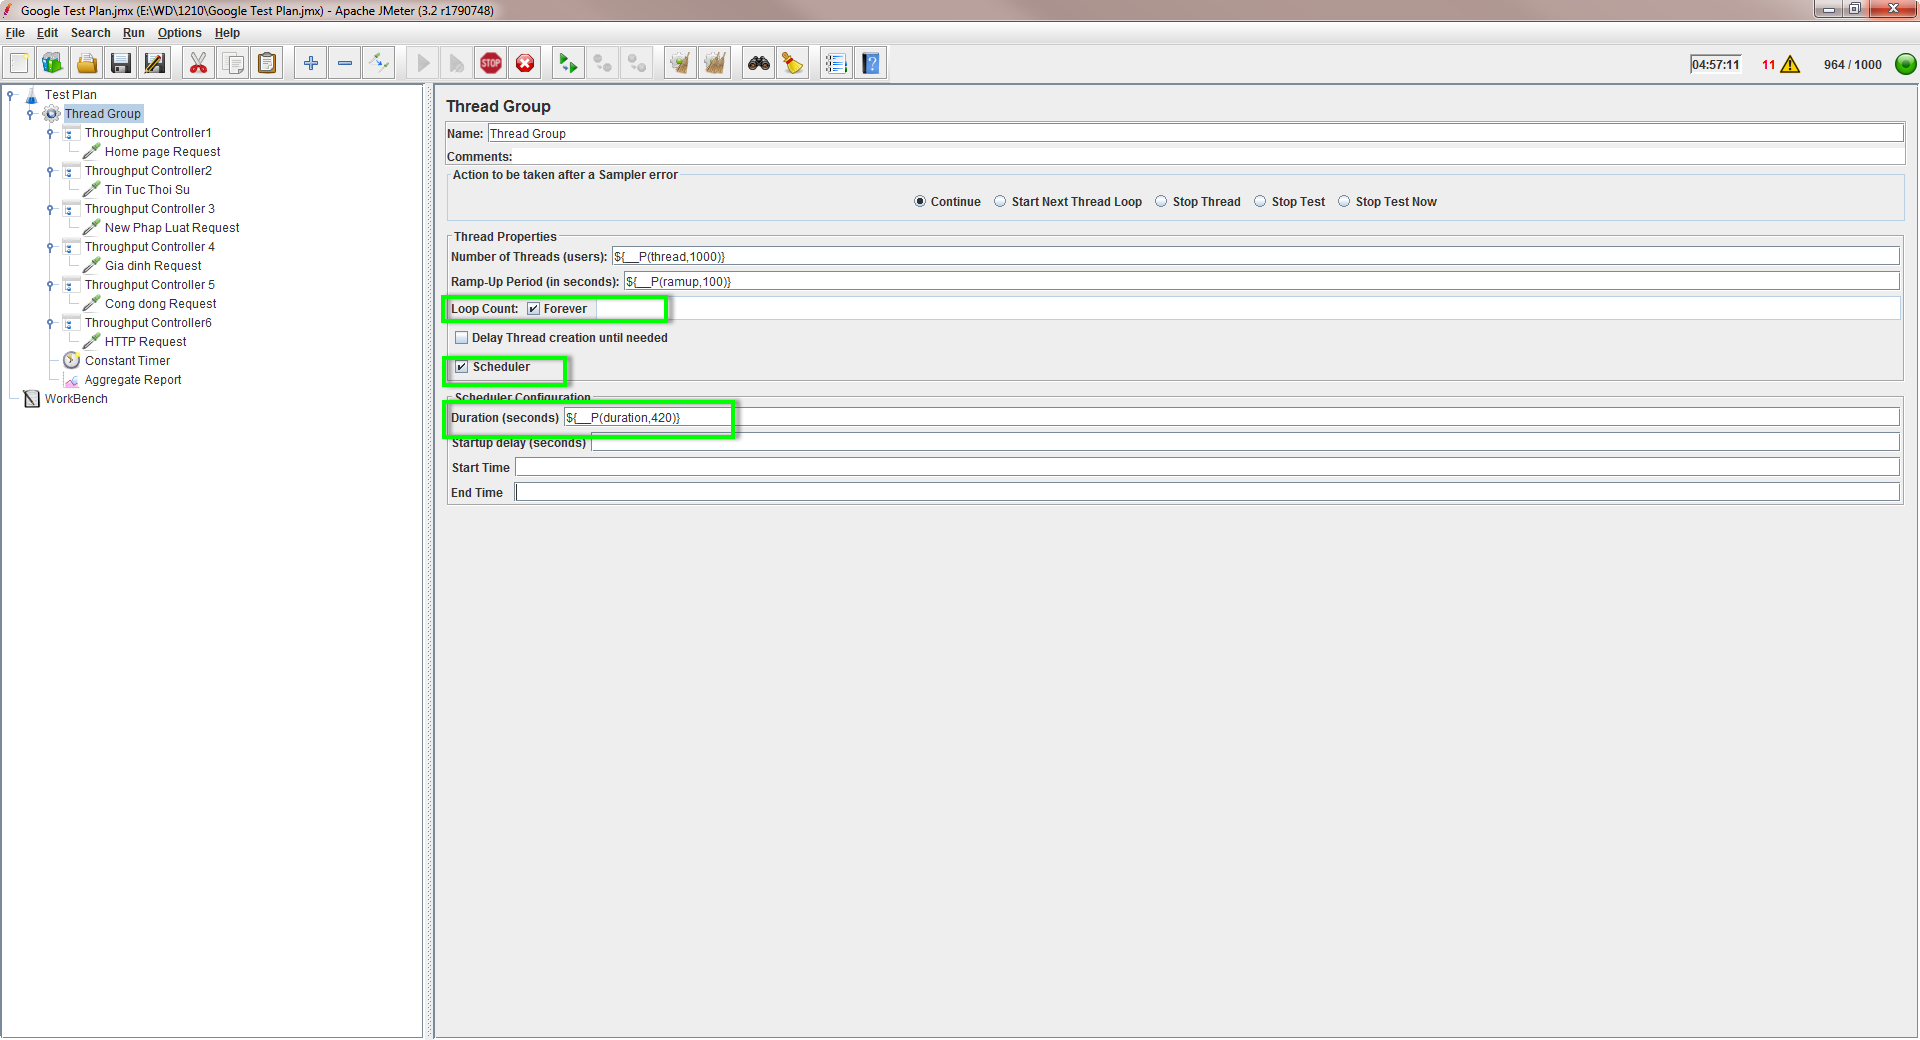 Google Test Plan.jmx (E:\WD\1210\Google Test Plan.jmx) - Apache JMeter (3.2 r1790748)
File Edit Search Run Options Help
STOP
04:57:11 11 964 / 1000
Test Plan
Thread Group
Throughput Controller1
Home page Request
Throughput Controller2
Tin Tuc Thoi Su
Throughput Controller 3
New Phap Luat Request
Throughput Controller 4
Gia dinh Request
Throughput Controller 5
Cong dong Request
Throughput Controller6
HTTP Request
Constant Timer
Aggregate Report
WorkBench
Thread Group
Name: Thread Group
Comments:
Action to be taken after a Sampler error
Continue Start Next Thread Loop Stop Thread Stop Test Stop Test Now
Thread Properties
Number of Threads (users): ${__P(thread,1000)}
Ramp-Up Period (in seconds): ${__P(ramup,100)}
Loop Count: Forever
Delay Thread creation until needed
Scheduler
Scheduler Configuration
Duration (seconds) ${__P(duration,420)}
Startup delay (seconds)
Start Time
End Time